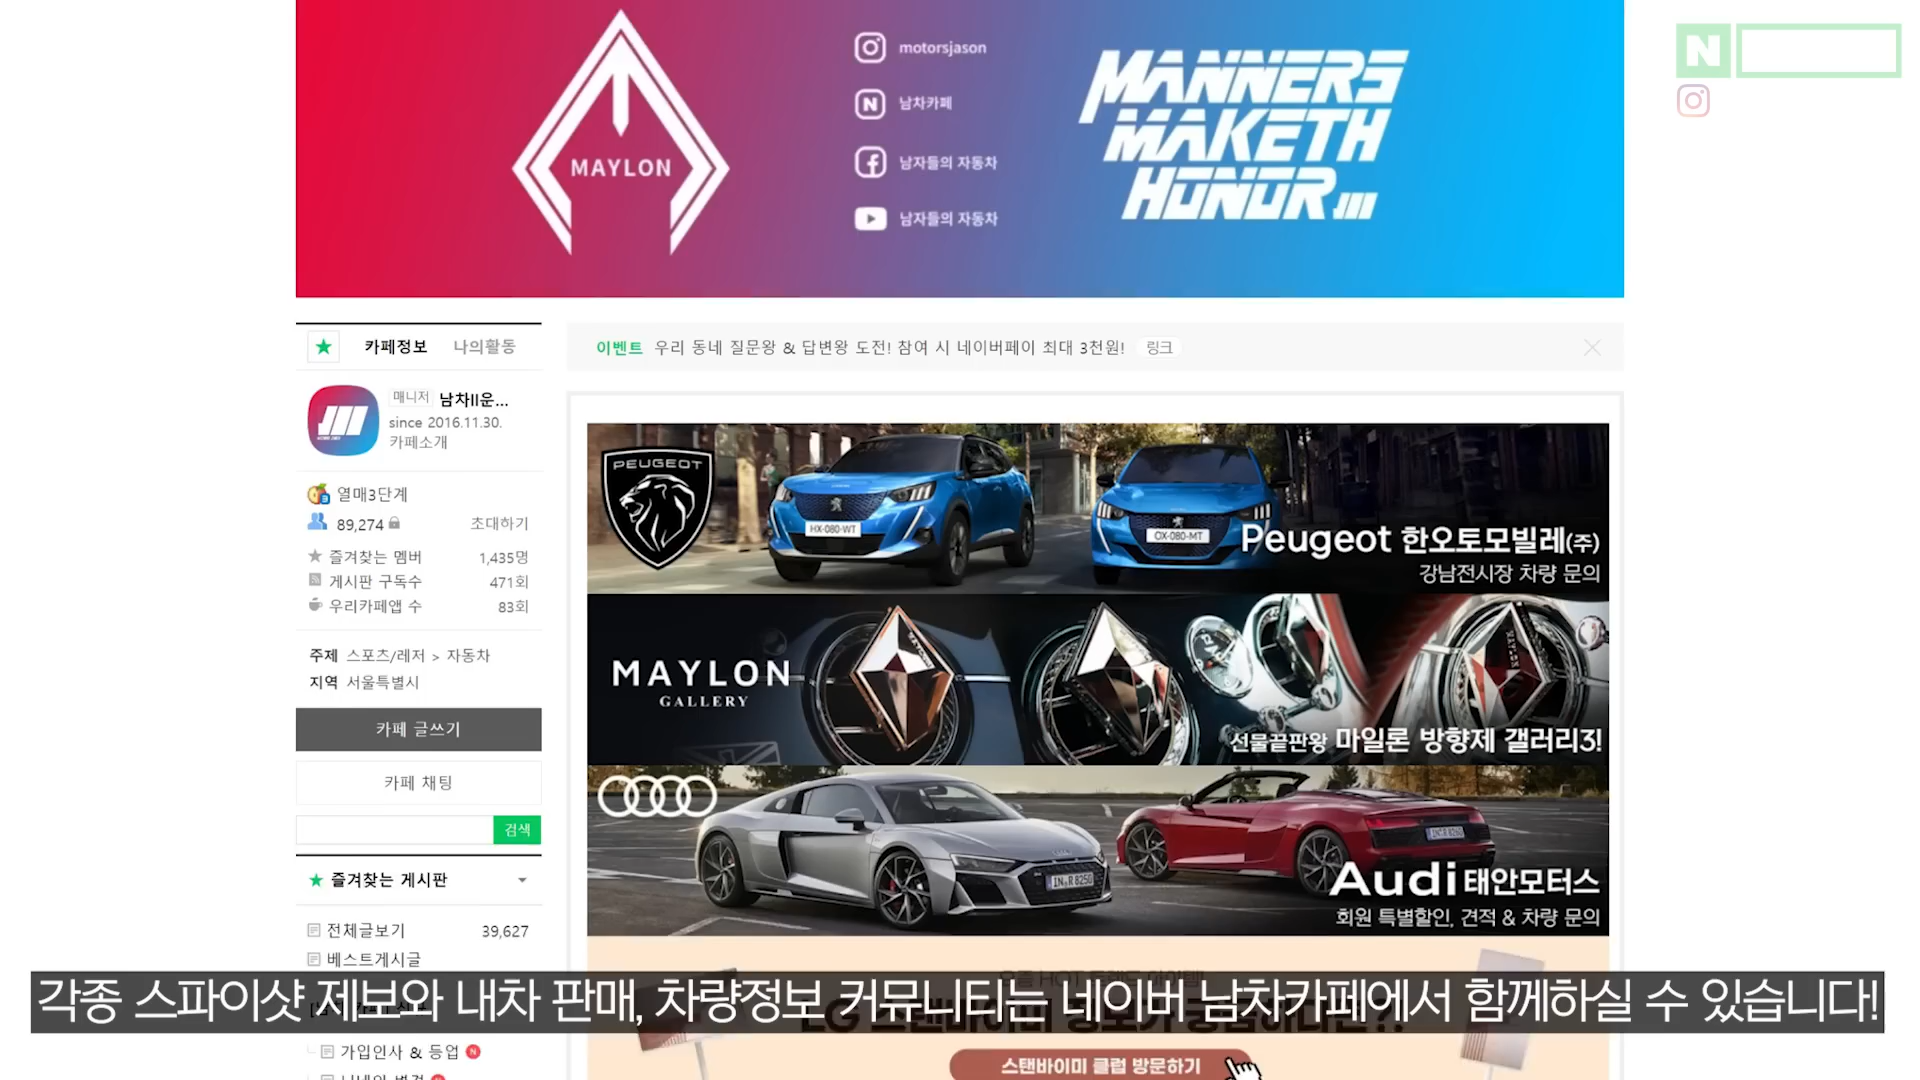 MAYLON
motorsjason
남차카페
남자들의 자동차
남자들의 자동차
MANNERS
MAKETH
HONOR
N
카페정보 나의활동
이벤트 우리 동네 질문왕 & 답변왕 도전! 참여 시 네이버페이 최대 3천원! 링크
매니저 남차II운...
since 2016.11.30.
카페소개
열매3단계
89,274 초대하기
즐겨찾는 멤버 1,435명
게시판 구독수 471회
우리카페앱 수 83회
주제 스포츠/레저 > 자동차
지역 서울특별시
카페 글쓰기
카페 채팅
검색
즐겨찾는 게시판
전체글보기 39,627
베스트게시글
가입인사 & 등업 N
PEUGEOT
HX-080-WT
OX-080-MT
Peugeot 한오토모빌레(주)
강남전시장 차량 문의
MAYLON
GALLERY
선물끝판왕 마일론 방향제 갤러리3!
IN R 8250
Audi 태안모터스
회원 특별할인, 견적 & 차량 문의
각종 스파이샷 제보와 내차 판매, 차량정보 커뮤니티는 네이버 남차카페에서 함께하실 수 있습니다!
스탠바이미 클럽 방문하기